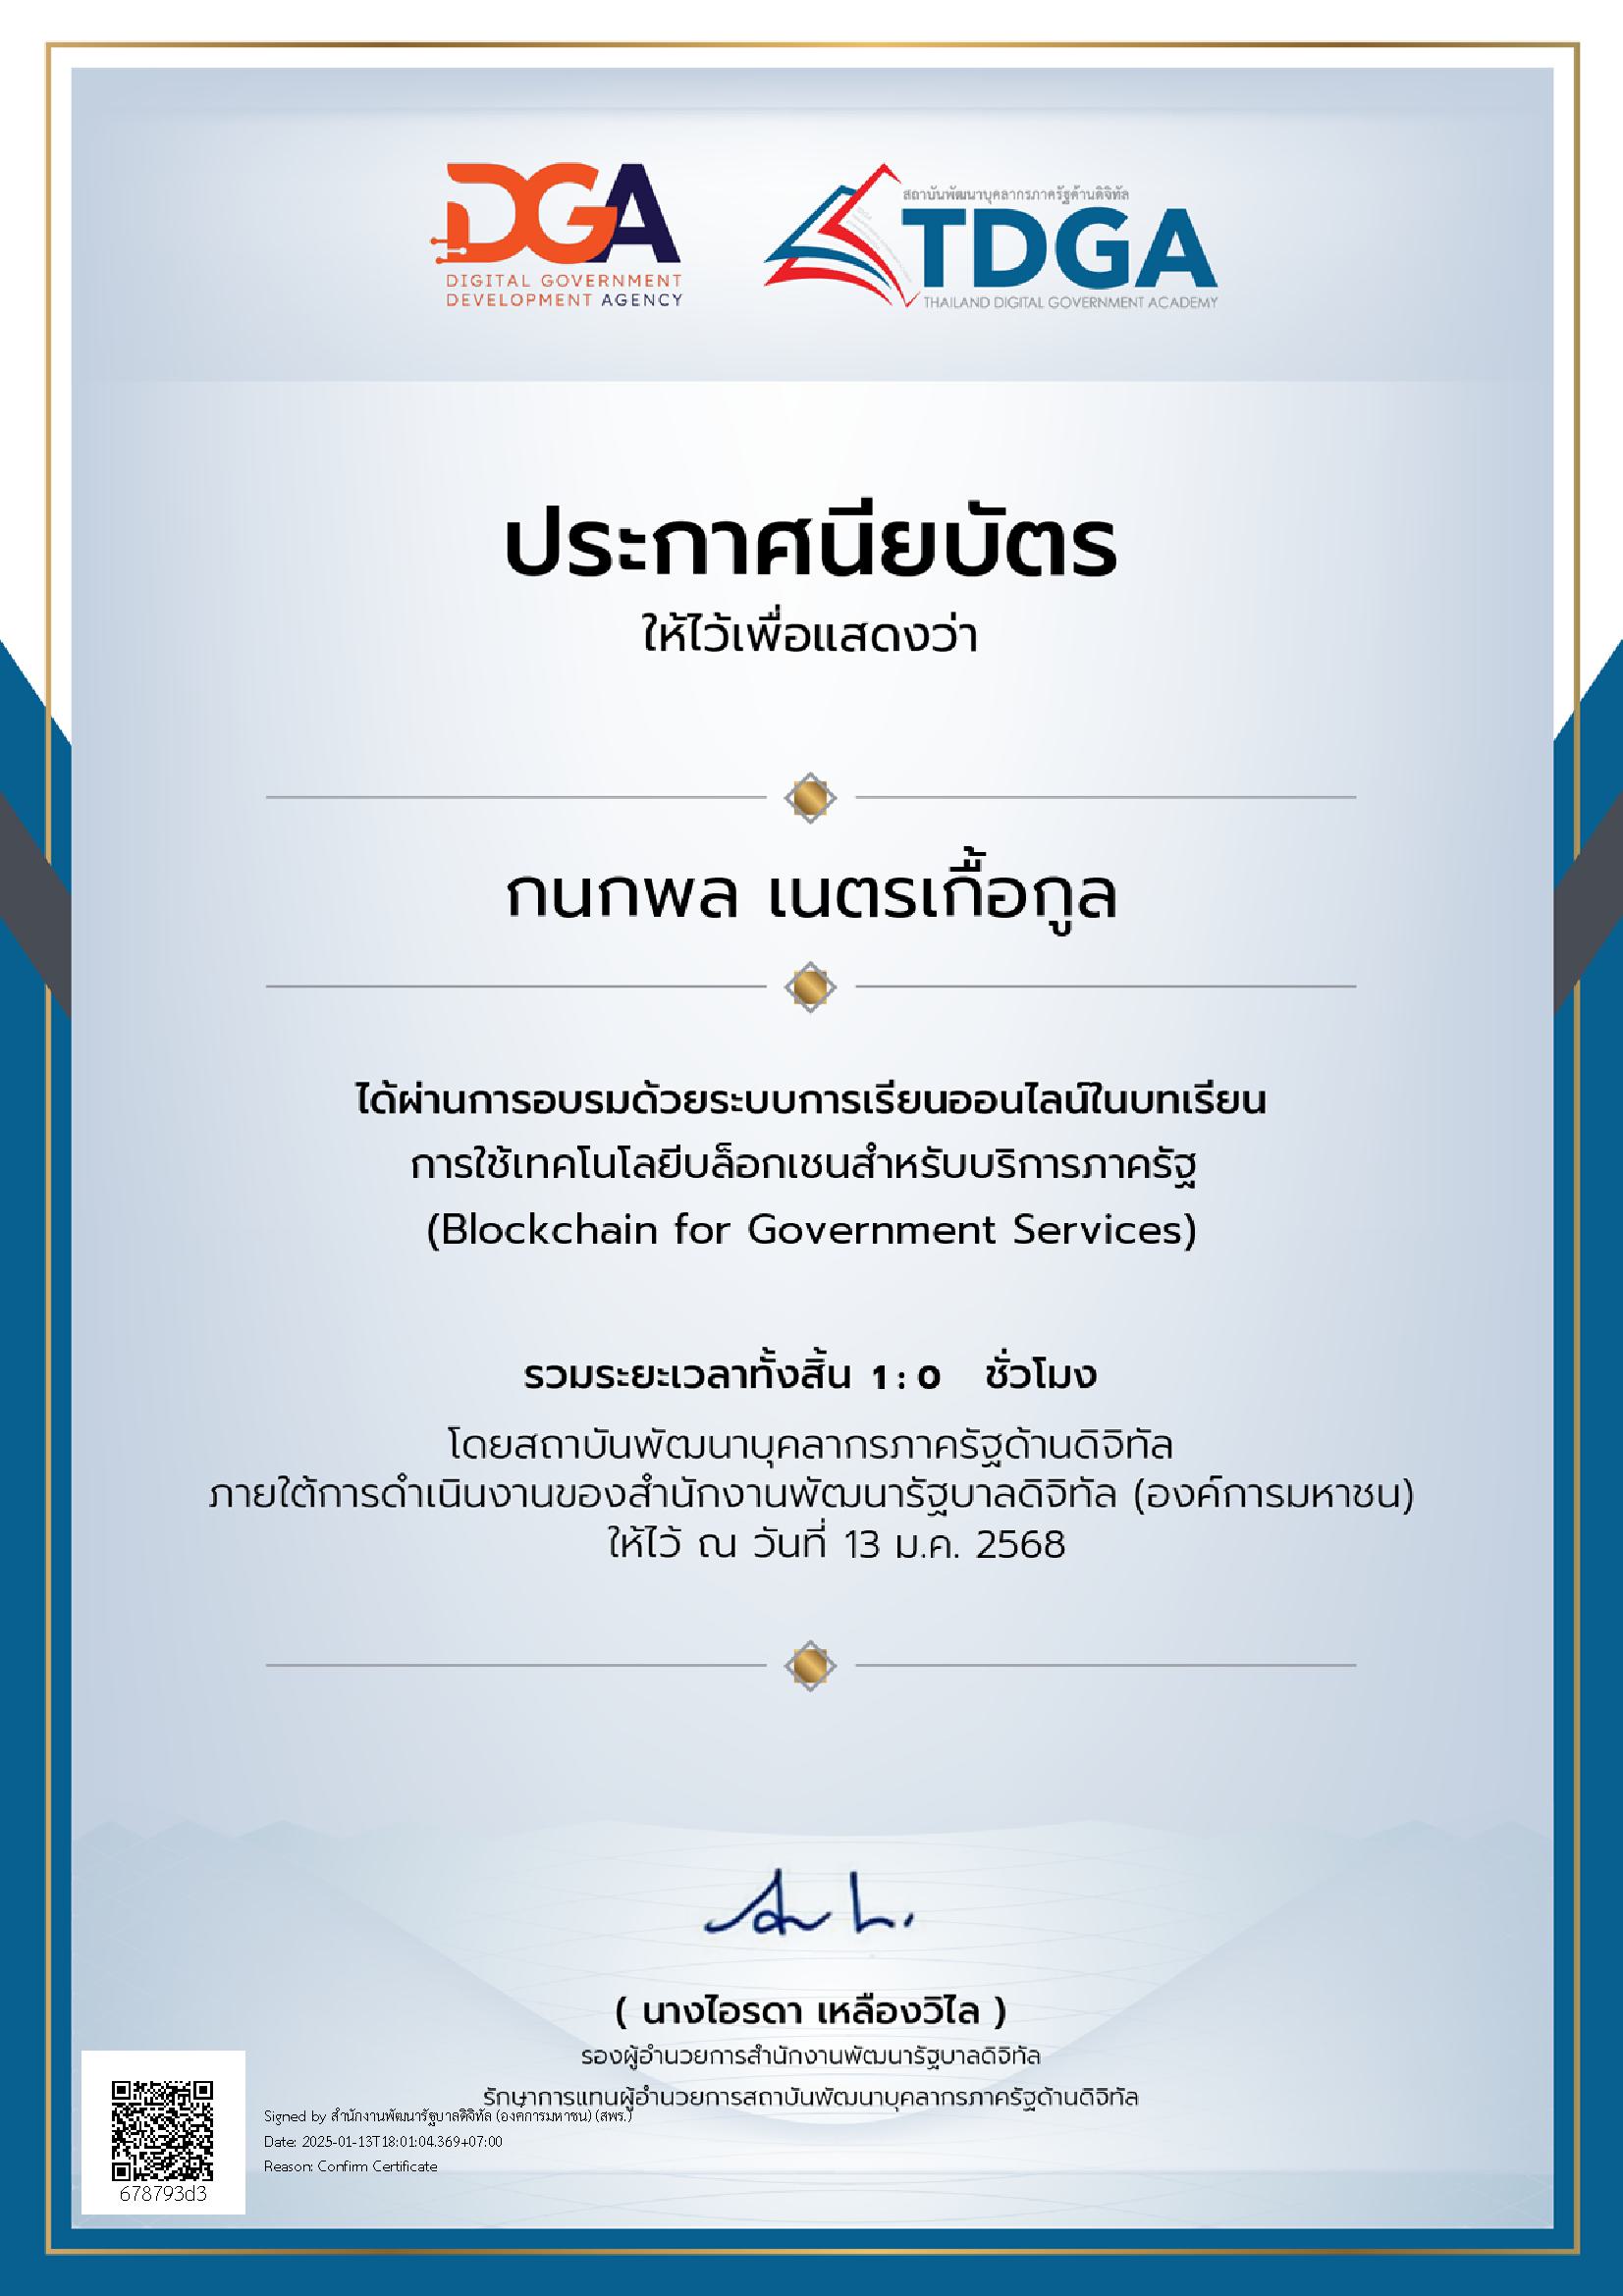 DGA
DIGITAL GOVERNMENT
DEVELOPMENT AGENCY
สถาบันพัฒนาบุคลากรภาครัฐด้านดิจิทัล
TDGA
THAILAND DIGITAL GOVERNMENT ACADEMY
ประกาศนียบัตร
ให้ไว้เพื่อแสดงว่า
กนกพล เนตรเกื้อกูล
ได้ผ่านการอบรมด้วยระบบการเรียนออนไลน์ในบทเรียน
การใช้เทคโนโลยีบล็อกเชนสำหรับบริการภาครัฐ
(Blockchain for Government Services)
รวมระยะเวลาทั้งสิ้น 1 : 0 ชั่วโมง
โดยสถาบันพัฒนาบุคลากรภาครัฐด้านดิจิทัล
ภายใต้การดำเนินงานของสำนักงานพัฒนารัฐบาลดิจิทัล (องค์การมหาชน)
ให้ไว้ ณ วันที่ 13 ม.ค. 2568
( นางไอรดา เหลืองวิไล )
รองผู้อำนวยการสำนักงานพัฒนารัฐบาลดิจิทัล
รักษาการแทนผู้อำนวยการสถาบันพัฒนาบุคลากรภาครัฐด้านดิจิทัล
Signed by สำนักงานพัฒนารัฐบาลดิจิทัล (องค์การมหาชน) (สพร.)
Date: 2025-01-13T18:01:04.369+07:00
Reason: Confirm Certificate
678793d3